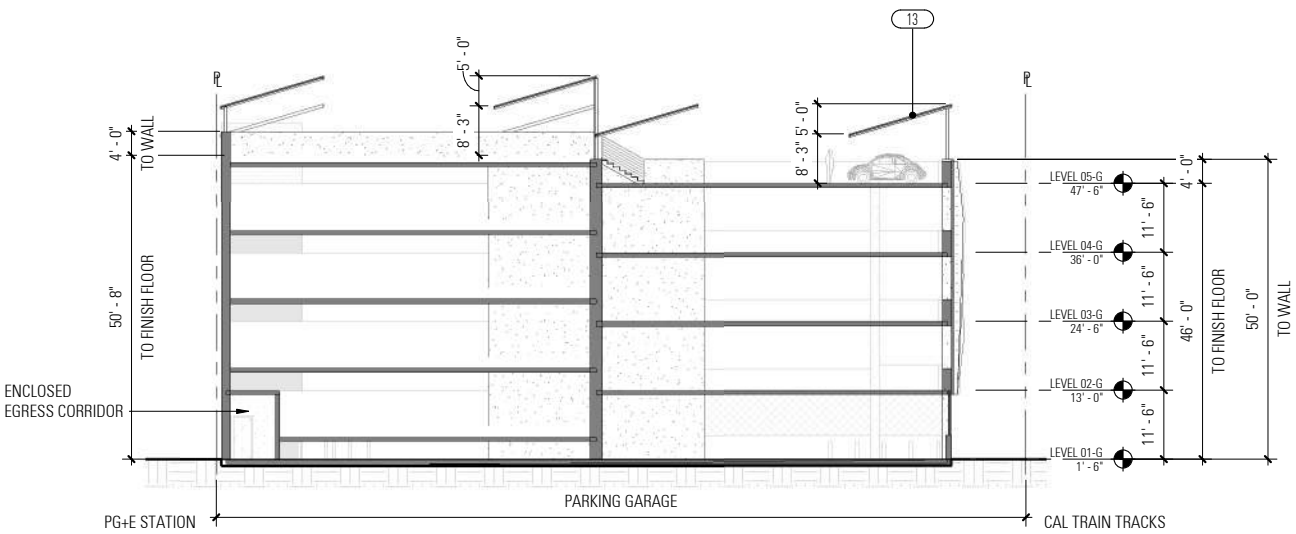 13
5' - 0"
8' - 3"
5' - 0"
8' - 3"
4' - 0"
TO WALL
50' - 8"
TO FINISH FLOOR
ENCLOSED
EGRESS CORRIDOR
LEVEL 05-G
47' - 6"
LEVEL 04-G
36' - 0"
LEVEL 03-G
24' - 6"
LEVEL 02-G
13' - 0"
LEVEL 01-G
1' - 6"
11' - 6"
11' - 6"
11' - 6"
11' - 6"
4' - 0"
46' - 0"
TO FINISH FLOOR
50' - 0"
TO WALL
PARKING GARAGE
PG+E STATION
CAL TRAIN TRACKS